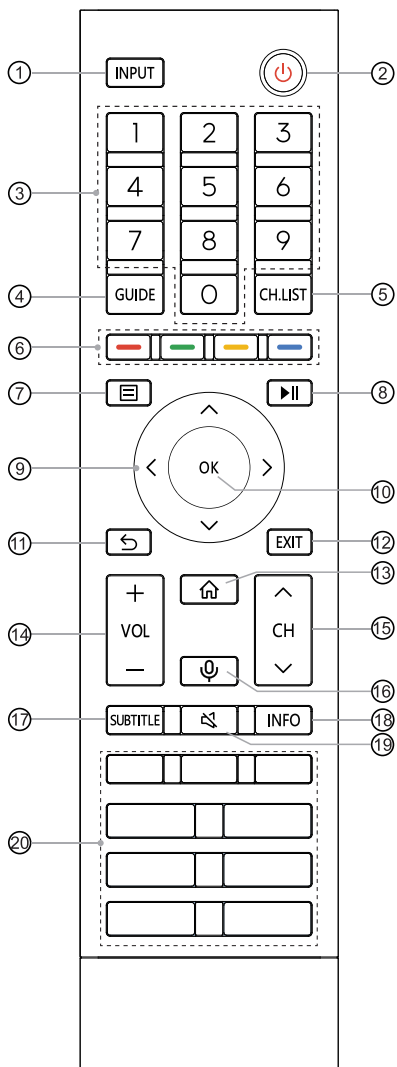 ① INPUT ②
1 2 3
③ 4 5 6
7 8 9
④ GUIDE 0 CH.LIST ⑤
⑥
⑦ ⑧
⑨ OK
⑩
⑪ EXIT ⑫
⑬
+
⑭ VOL CH ⑮
—
⑯
⑰ SUBTITLE INFO ⑱
⑲
⑳